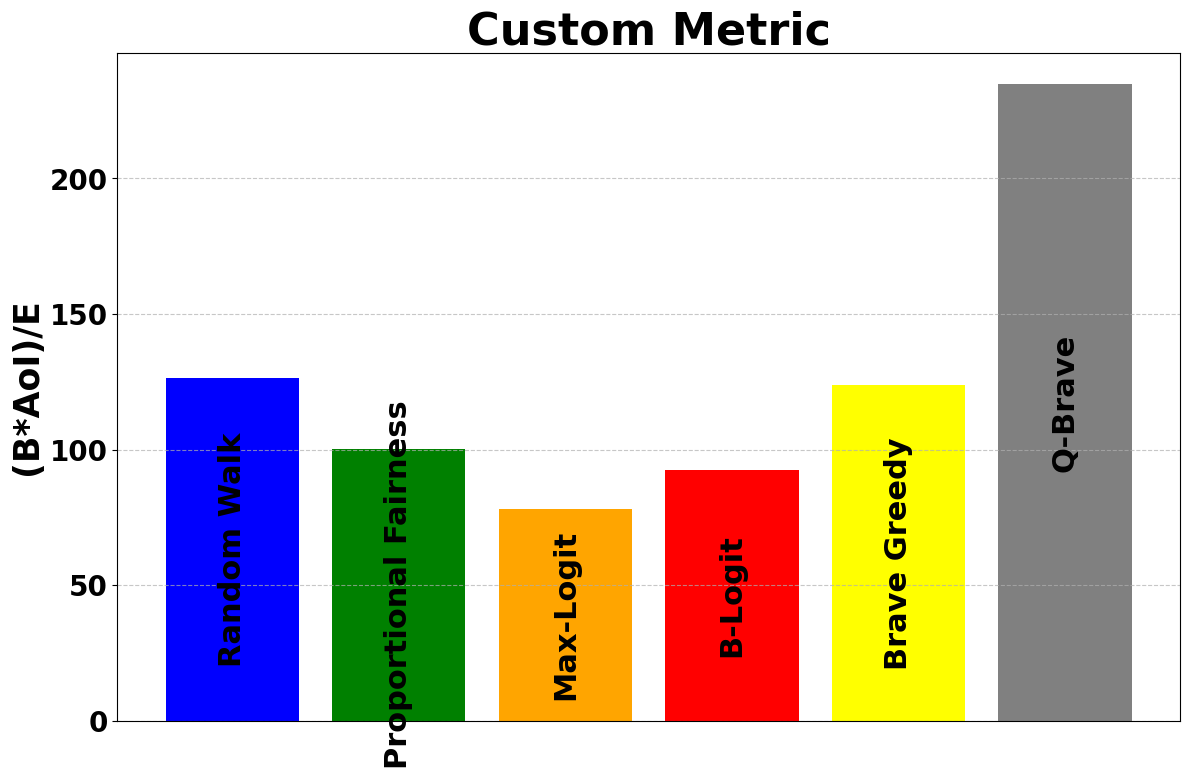 Custom Metric
(B*AoI)/E
200
150
100
50
0
Random Walk
Proportional Fairness
Max-Logit
B-Logit
Brave Greedy
Q-Brave